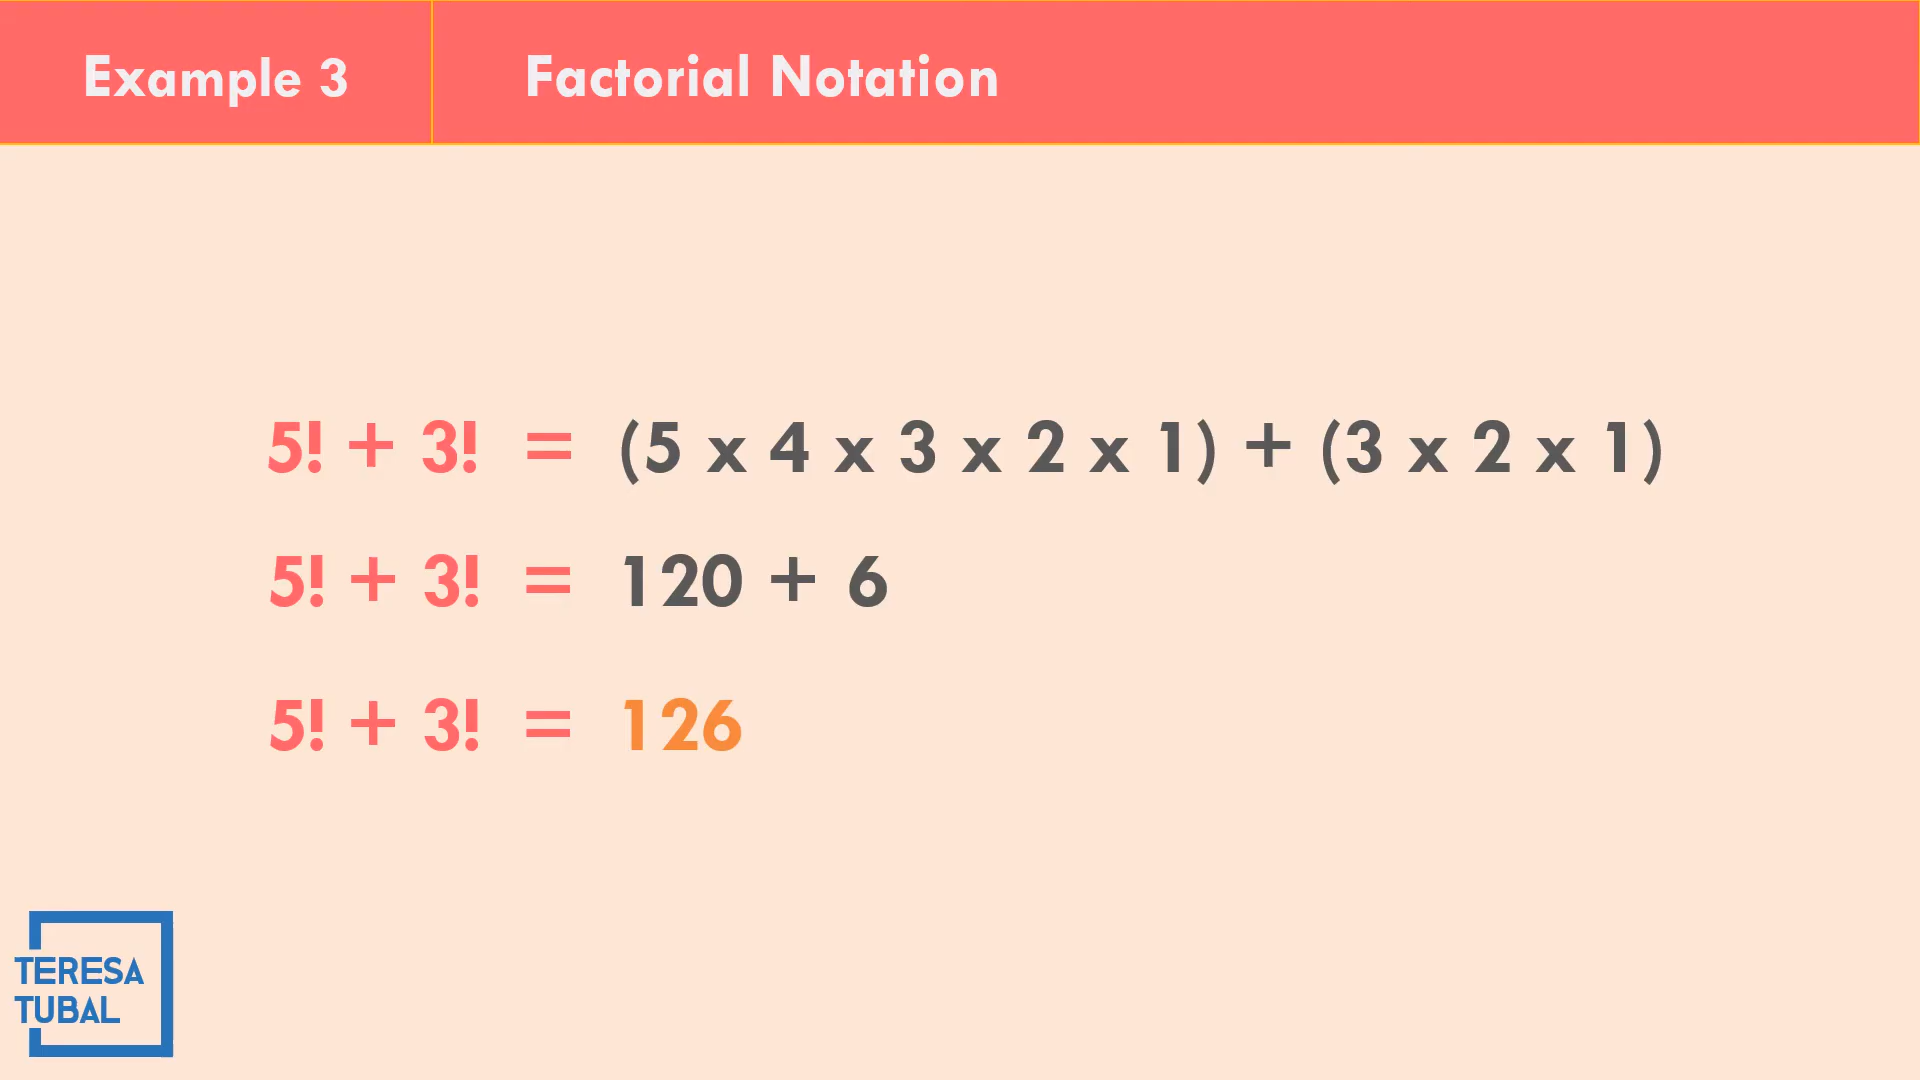 Example 3
Factorial Notation
5! + 3! = (5 x 4 x 3 x 2 x 1) + (3 x 2 x 1)
5! + 3! = 120 + 6
5! + 3! = 126
TERESA
TUBAL